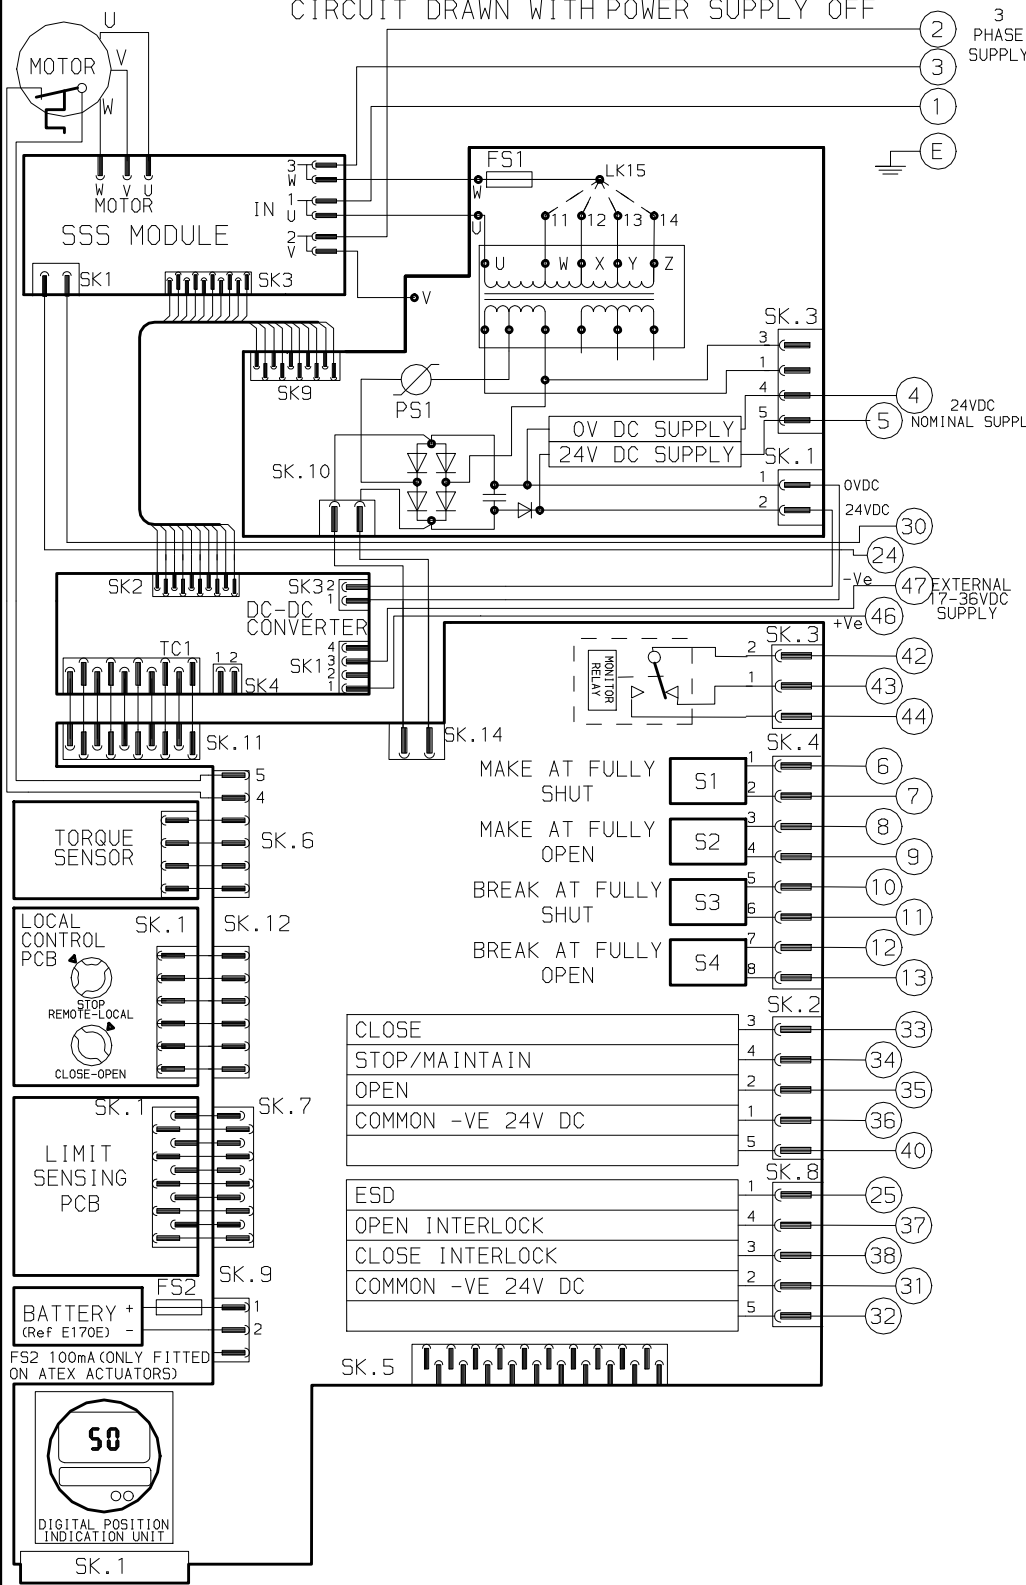 CIRCUIT DRAWN WITH POWER SUPPLY OFF
3
PHASE
SUPPLY
2
3
1
E
U
V
W
MOTOR
W V U
MOTOR
SSS MODULE
IN
3
W
1
U
2
V
SK1
SK3
FS1
LK15
W
U
11 12 13 14
U W X Y Z
V
SK9
PS1
SK.3
3
1
4
5
4
5
24VDC
NOMINAL SUPPL
0V DC SUPPLY
24V DC SUPPLY
SK.1
1
2
0VDC
24VDC
SK.10
30
24
47
46
-Ve
+Ve
EXTERNAL
17-36VDC
SUPPLY
SK2
SK3
2
1
DC-DC
CONVERTER
TC1
1 2
SK4
SK1
4
3
2
1
SK.11
SK.14
MONITOR
RELAY
SK.3
2
1
42
43
44
SK.4
MAKE AT FULLY
SHUT
S1
1
2
6
7
MAKE AT FULLY
OPEN
S2
3
4
8
9
BREAK AT FULLY
SHUT
S3
5
6
10
11
BREAK AT FULLY
OPEN
S4
7
8
12
13
5
4
SK.6
TORQUE
SENSOR
LOCAL
CONTROL
PCB
SK.1
SK.12
STOP
REMOTE-LOCAL
CLOSE-OPEN
SK.2
CLOSE 3 33
STOP/MAINTAIN 4 34
OPEN 2 35
COMMON -VE 24V DC 1 36
5 40
SK.1
SK.7
LIMIT
SENSING
PCB
SK.8
ESD 1 25
OPEN INTERLOCK 4 37
CLOSE INTERLOCK 3 38
COMMON -VE 24V DC 2 31
5 32
SK.9
FS2
BATTERY + -
(Ref E170E)
1
2
FS2 100mA(ONLY FITTED
ON ATEX ACTUATORS)
SK.5
50
DIGITAL POSITION
INDICATION UNIT
SK.1